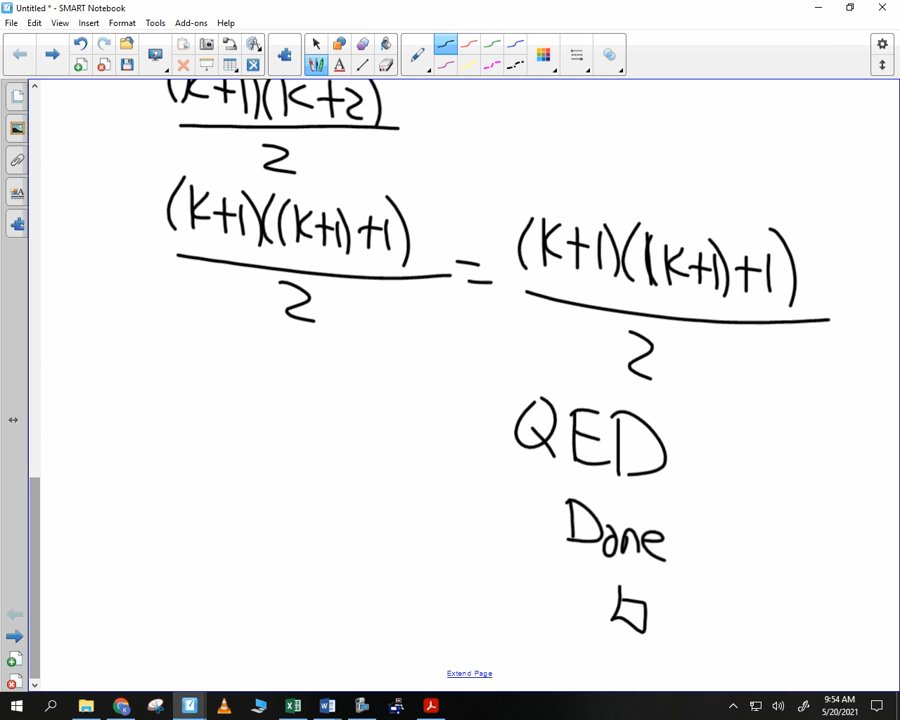 Untitled * - SMART Notebook
File Edit View Insert Format Tools Add-ons Help
(k+1)(k+2)
2
(k+1)((k+1)+1) = (k+1)((k+1)+1)
2 2
QED
Done
Extend Page
9:54 AM
5/20/2021